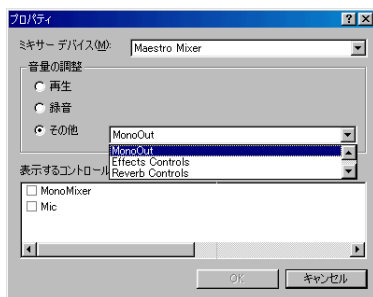 プロパティ
ミキサー デバイス(M): Maestro Mixer
音量の調整
再生
録音
その他 MonoOut
MonoOut
Effects Controls
Reverb Controls
表示するコントロール
MonoMixer
Mic
OK キャンセル